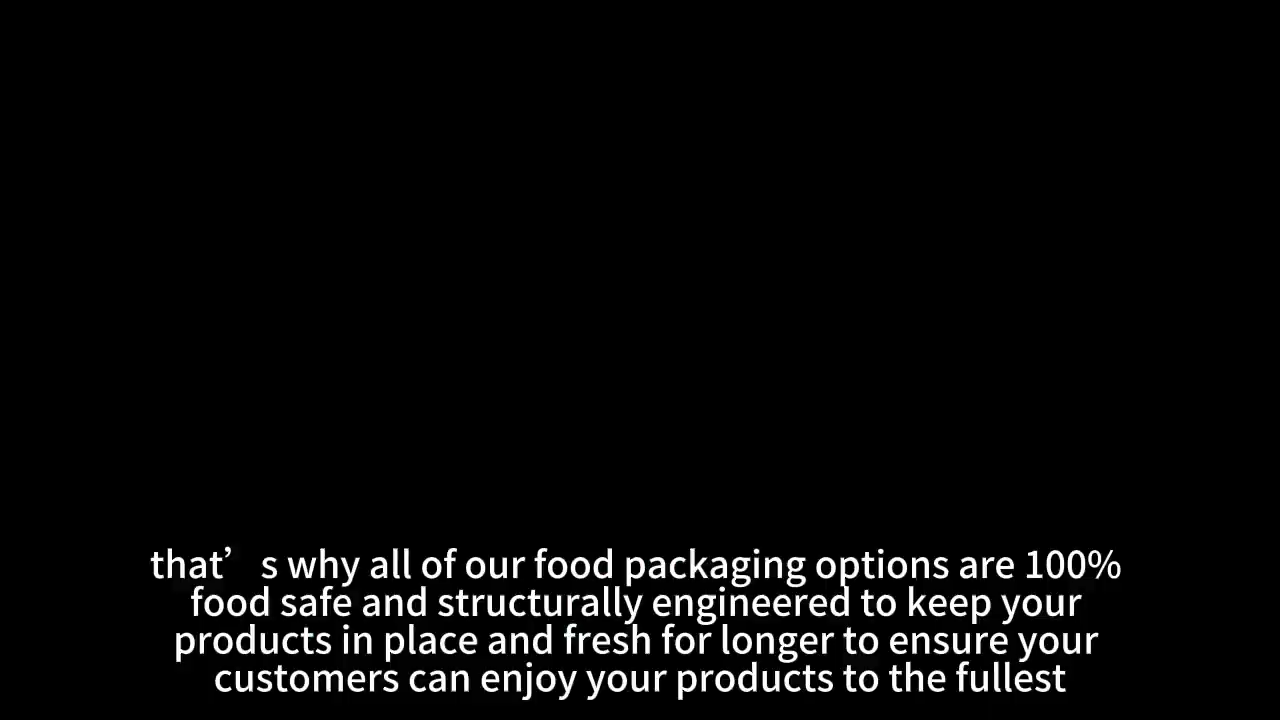 that’s why all of our food packaging options are 100%
food safe and structurally engineered to keep your
products in place and fresh for longer to ensure your
customers can enjoy your products to the fullest